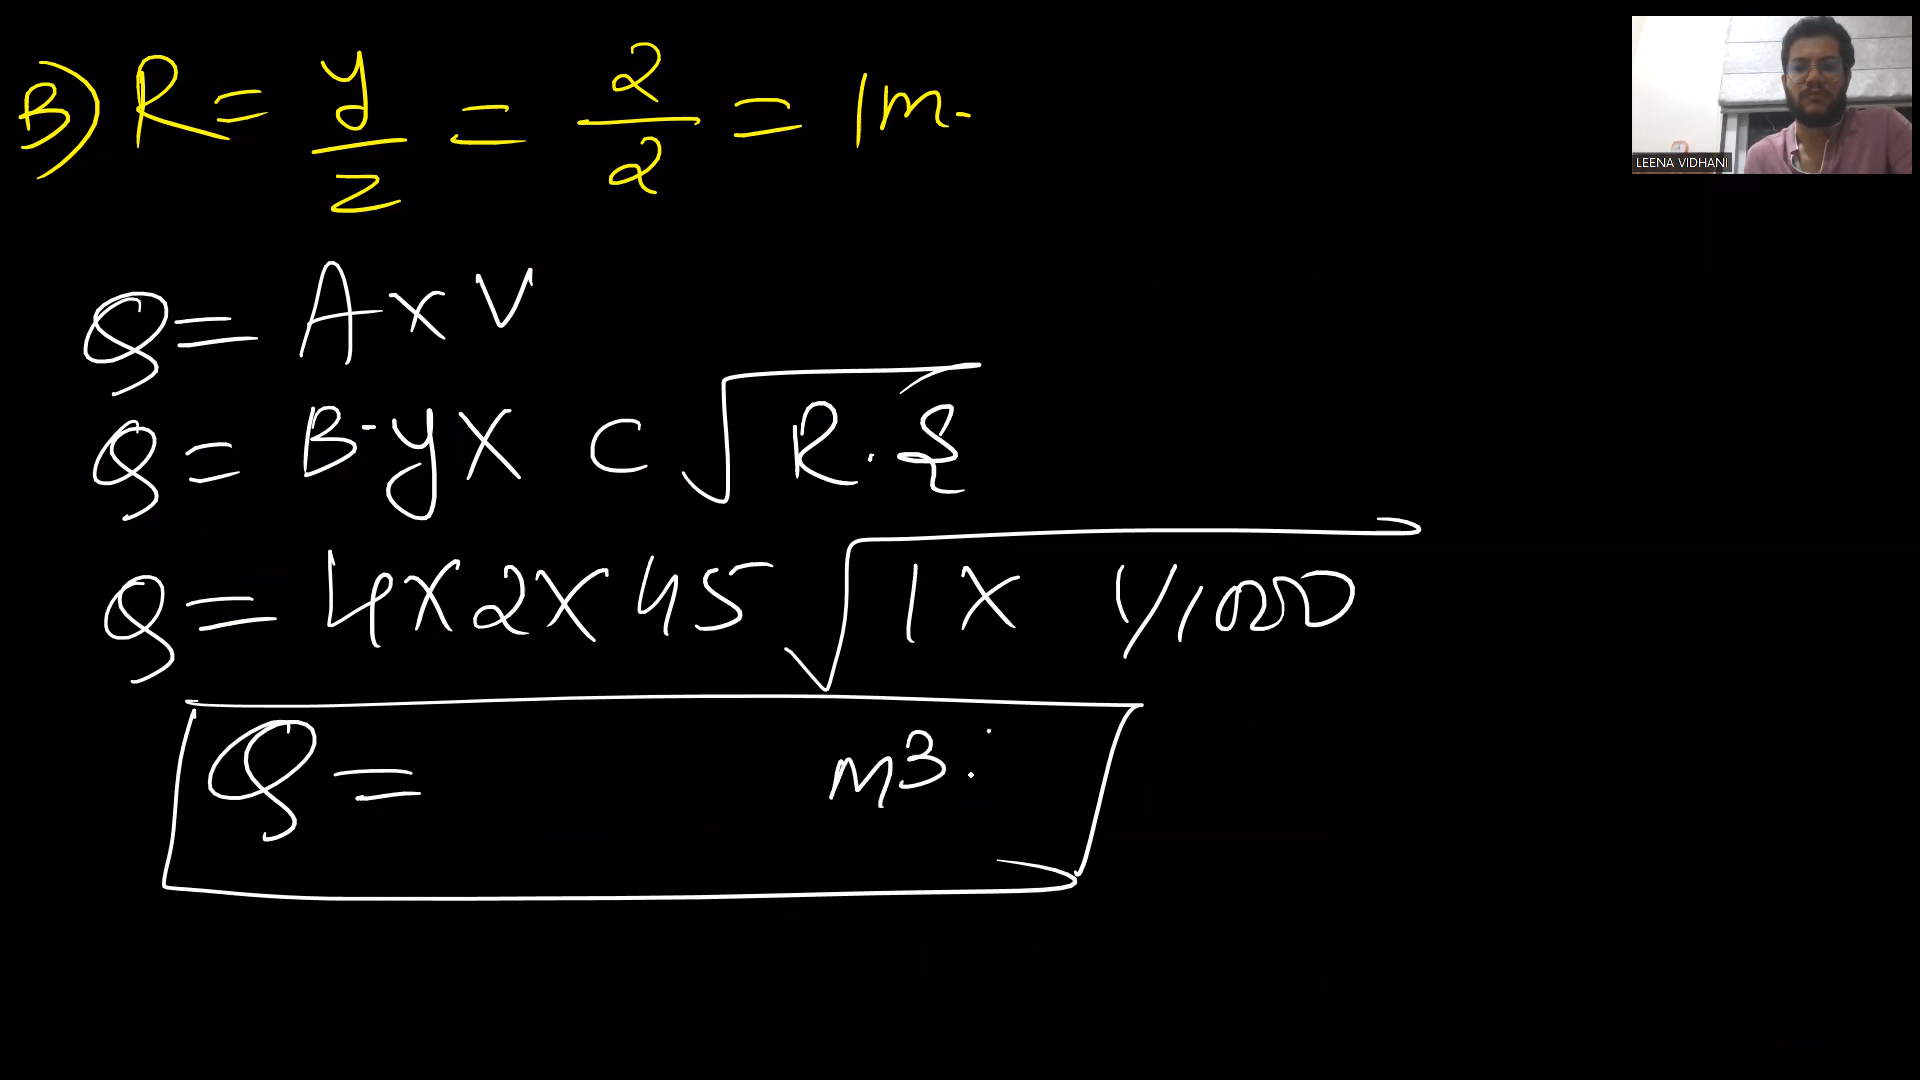 B) R = y/2 = 2/2 = 1m.
LEENA VIDHANI
Q = A x V
Q = B.y x C √R.S
Q = 4 x 2 x 45 √1 x 1/1000
Q = m3